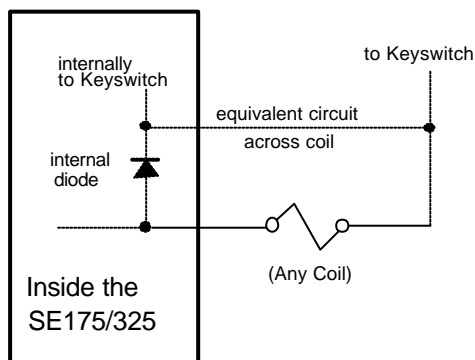 internally
to Keyswitch
to Keyswitch
equivalent circuit
across coil
internal
diode
(Any Coil)
Inside the
SE175/325